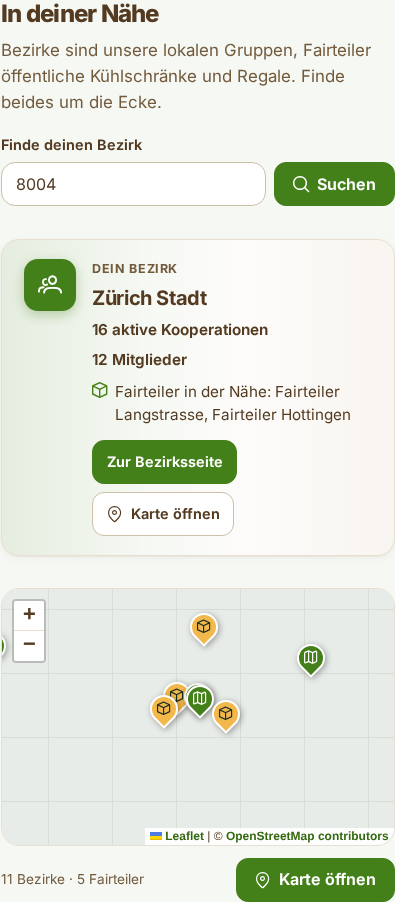 In deiner Nähe
Bezirke sind unsere lokalen Gruppen, Fairteiler
öffentliche Kühlschränke und Regale. Finde
beides um die Ecke.
Finde deinen Bezirk
8004
Suchen
DEIN BEZIRK
Zürich Stadt
16 aktive Kooperationen
12 Mitglieder
Fairteiler in der Nähe: Fairteiler
Langstrasse, Fairteiler Hottingen
Zur Bezirksseite
Karte öffnen
+
−
Leaflet | © OpenStreetMap contributors
11 Bezirke · 5 Fairteiler
Karte öffnen